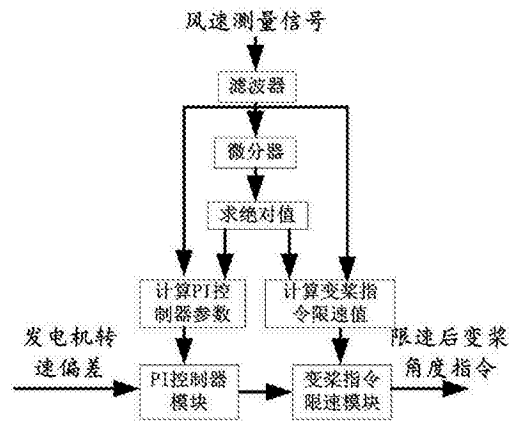 风速测量信号
滤波器
微分器
求绝对值
计算PI控
制器参数
计算变桨指
令限速值
发电机转
速偏差
PI控制器
模块
变桨指令
限速模块
限速后变桨
角度指令